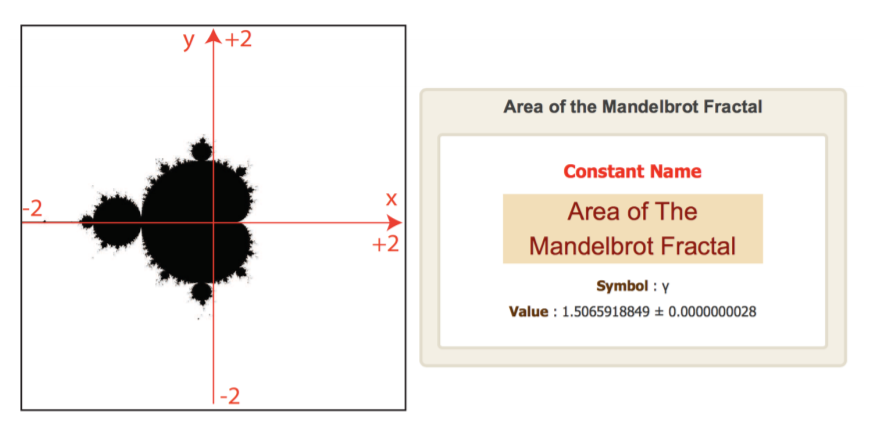 y +2
-2
x
+2
-2
Area of the Mandelbrot Fractal
Constant Name
Area of The
Mandelbrot Fractal
Symbol : γ
Value : 1.5065918849 ± 0.0000000028